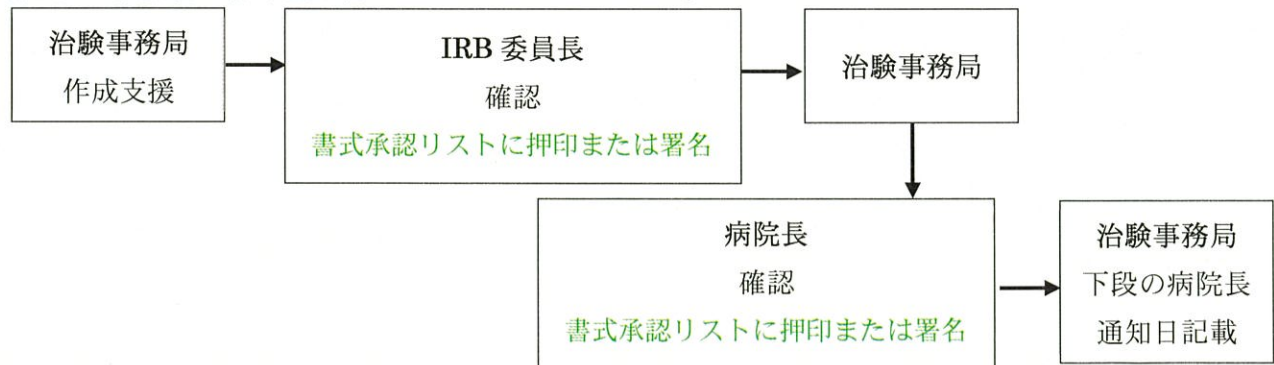 治験事務局
作成支援
IRB 委員長
確認
書式承認リストに押印または署名
治験事務局
病院長
確認
書式承認リストに押印または署名
治験事務局
下段の病院長
通知日記載